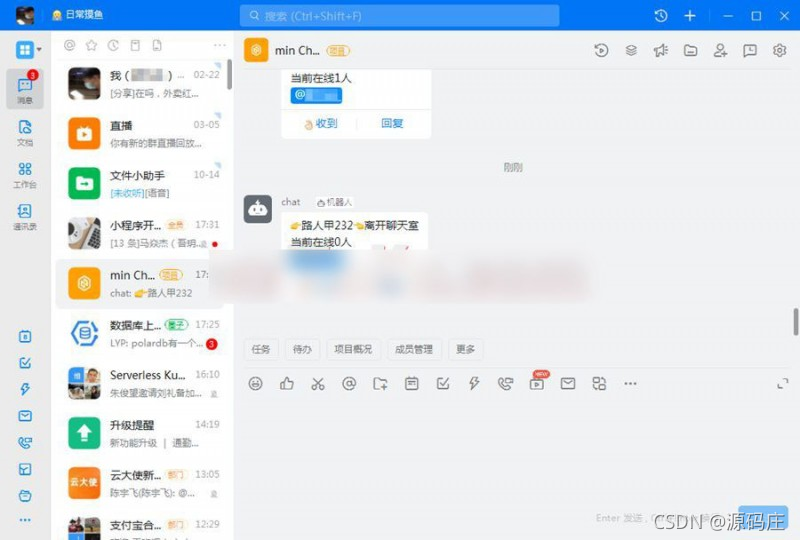 日常摸鱼
搜索 (Ctrl+Shift+F)
3
消息
文档
工作台
通讯录
我（
02-22
[分享]在吗，外卖红...
直播
03-05
你有新的群直播回放...
文件小助手
10-14
[未收听][语音]
小程序开...
会员
17:31
[13 条]马焱杰（吾玥...
min Ch...
项目
17:
chat: 👉路人甲232
数据库上...
17:25
LYP: polardb有一个...
3
Serverless Ku...
16:10
朱俊望邀请刘礼备加...
升级提醒
14:19
新功能升级 | 通勤...
云大使
云大使新...
部门
13:05
陈宇飞(陈宇飞): @...
支付宝合...
部门
12:29
min Ch...
项目
当前在线1人
@
👌收到
回复
刚刚
chat
机器人
👉路人甲232👈离开聊天室
当前在线0人
任务
待办
项目概况
成员管理
更多
NEW
Enter 发送，
CSDN @源码庄